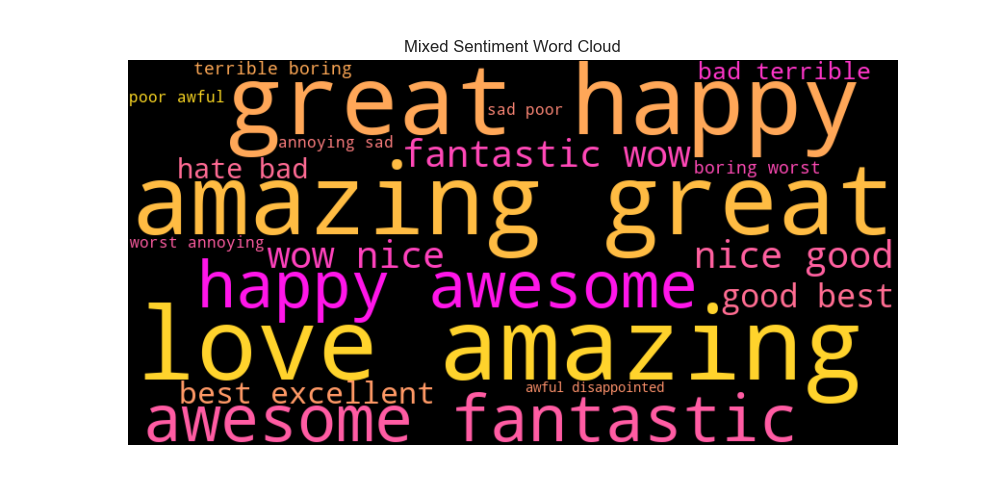 Mixed Sentiment Word Cloud
terrible boring
bad terrible
great happy
poor awful
sad poor
annoying sad
fantastic wow
hate bad
boring worst
amazing great
worst annoying
wow nice
nice good
happy awesome
good best
love amazing
best excellent
awful disappointed
awesome fantastic